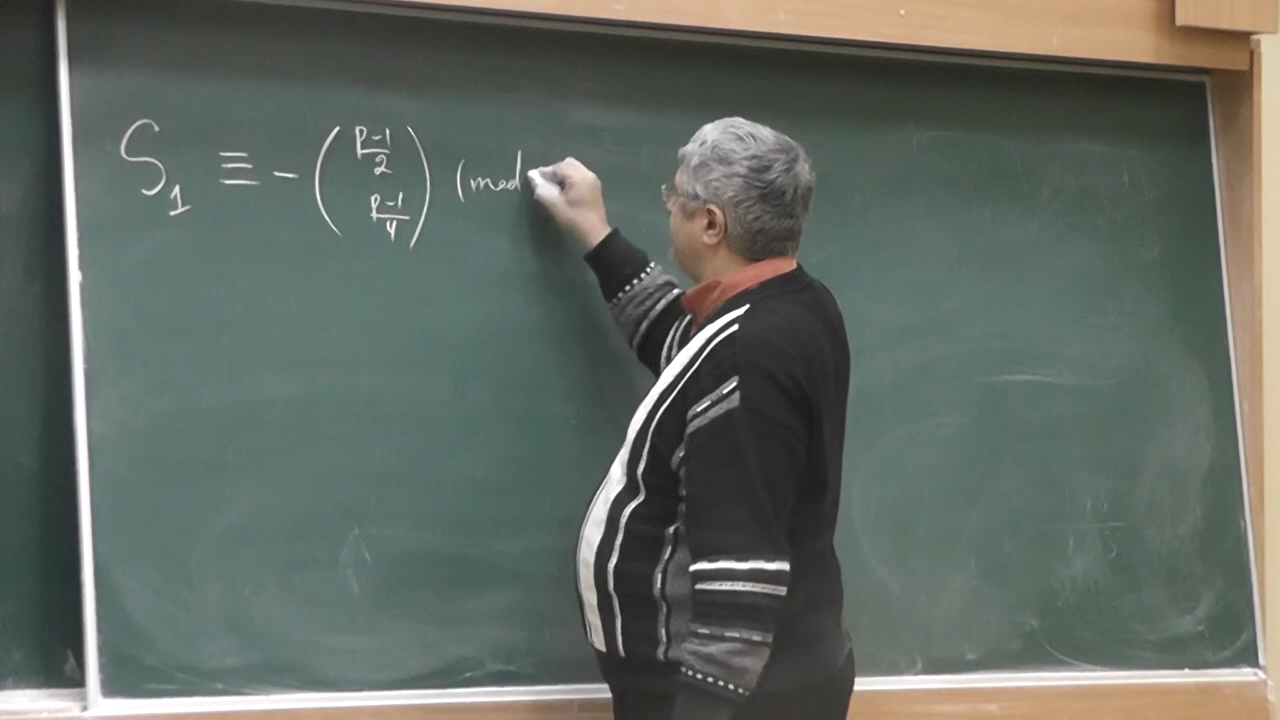 S₁ ≡ - ( (p-1)/2 (p-1)/4 ) (mod